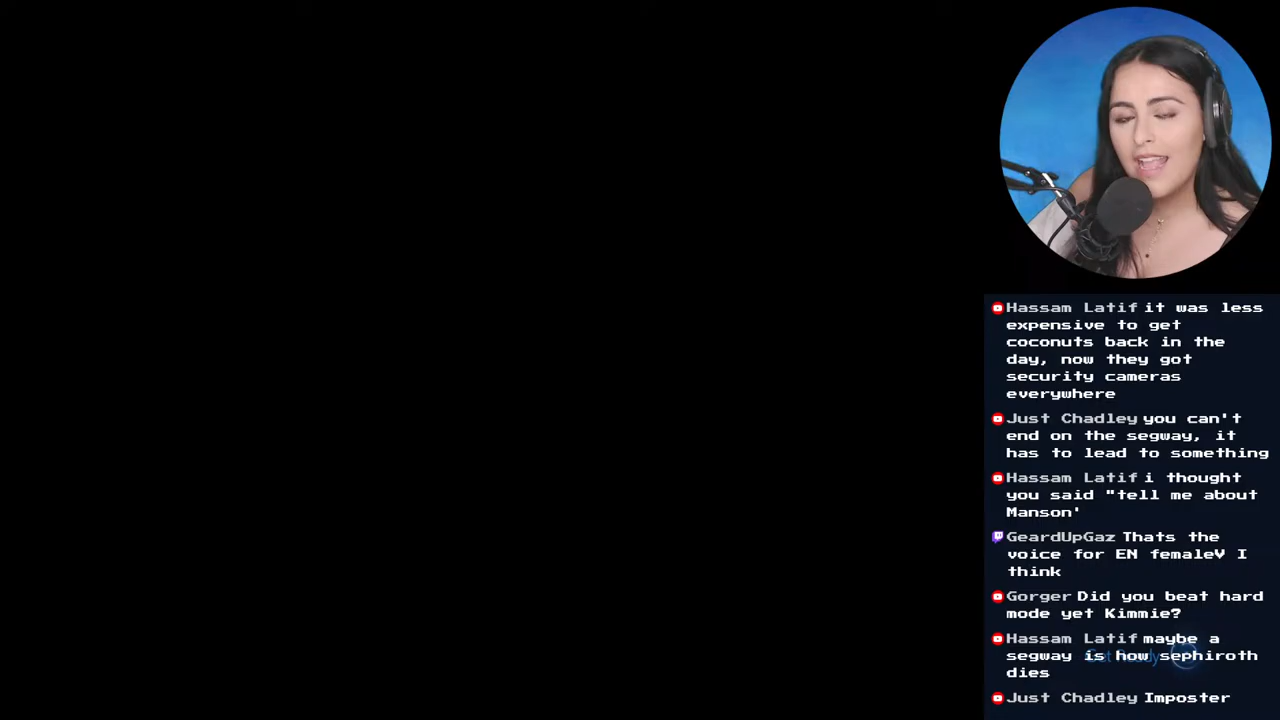 Hassam Latif it was less
expensive to get
coconuts back in the
day, now they got
security cameras
everywhere
Just Chadley you can't
end on the segway, it
has to lead to something
Hassam Latif i thought
you said "tell me about
Manson'
GeardUpGaz Thats the
voice for EN femaleV I
think
Gorger Did you beat hard
mode yet Kimmie?
Hassam Latif maybe a
segway is how sephiroth
Get Ready
dies
Just Chadley Imposter